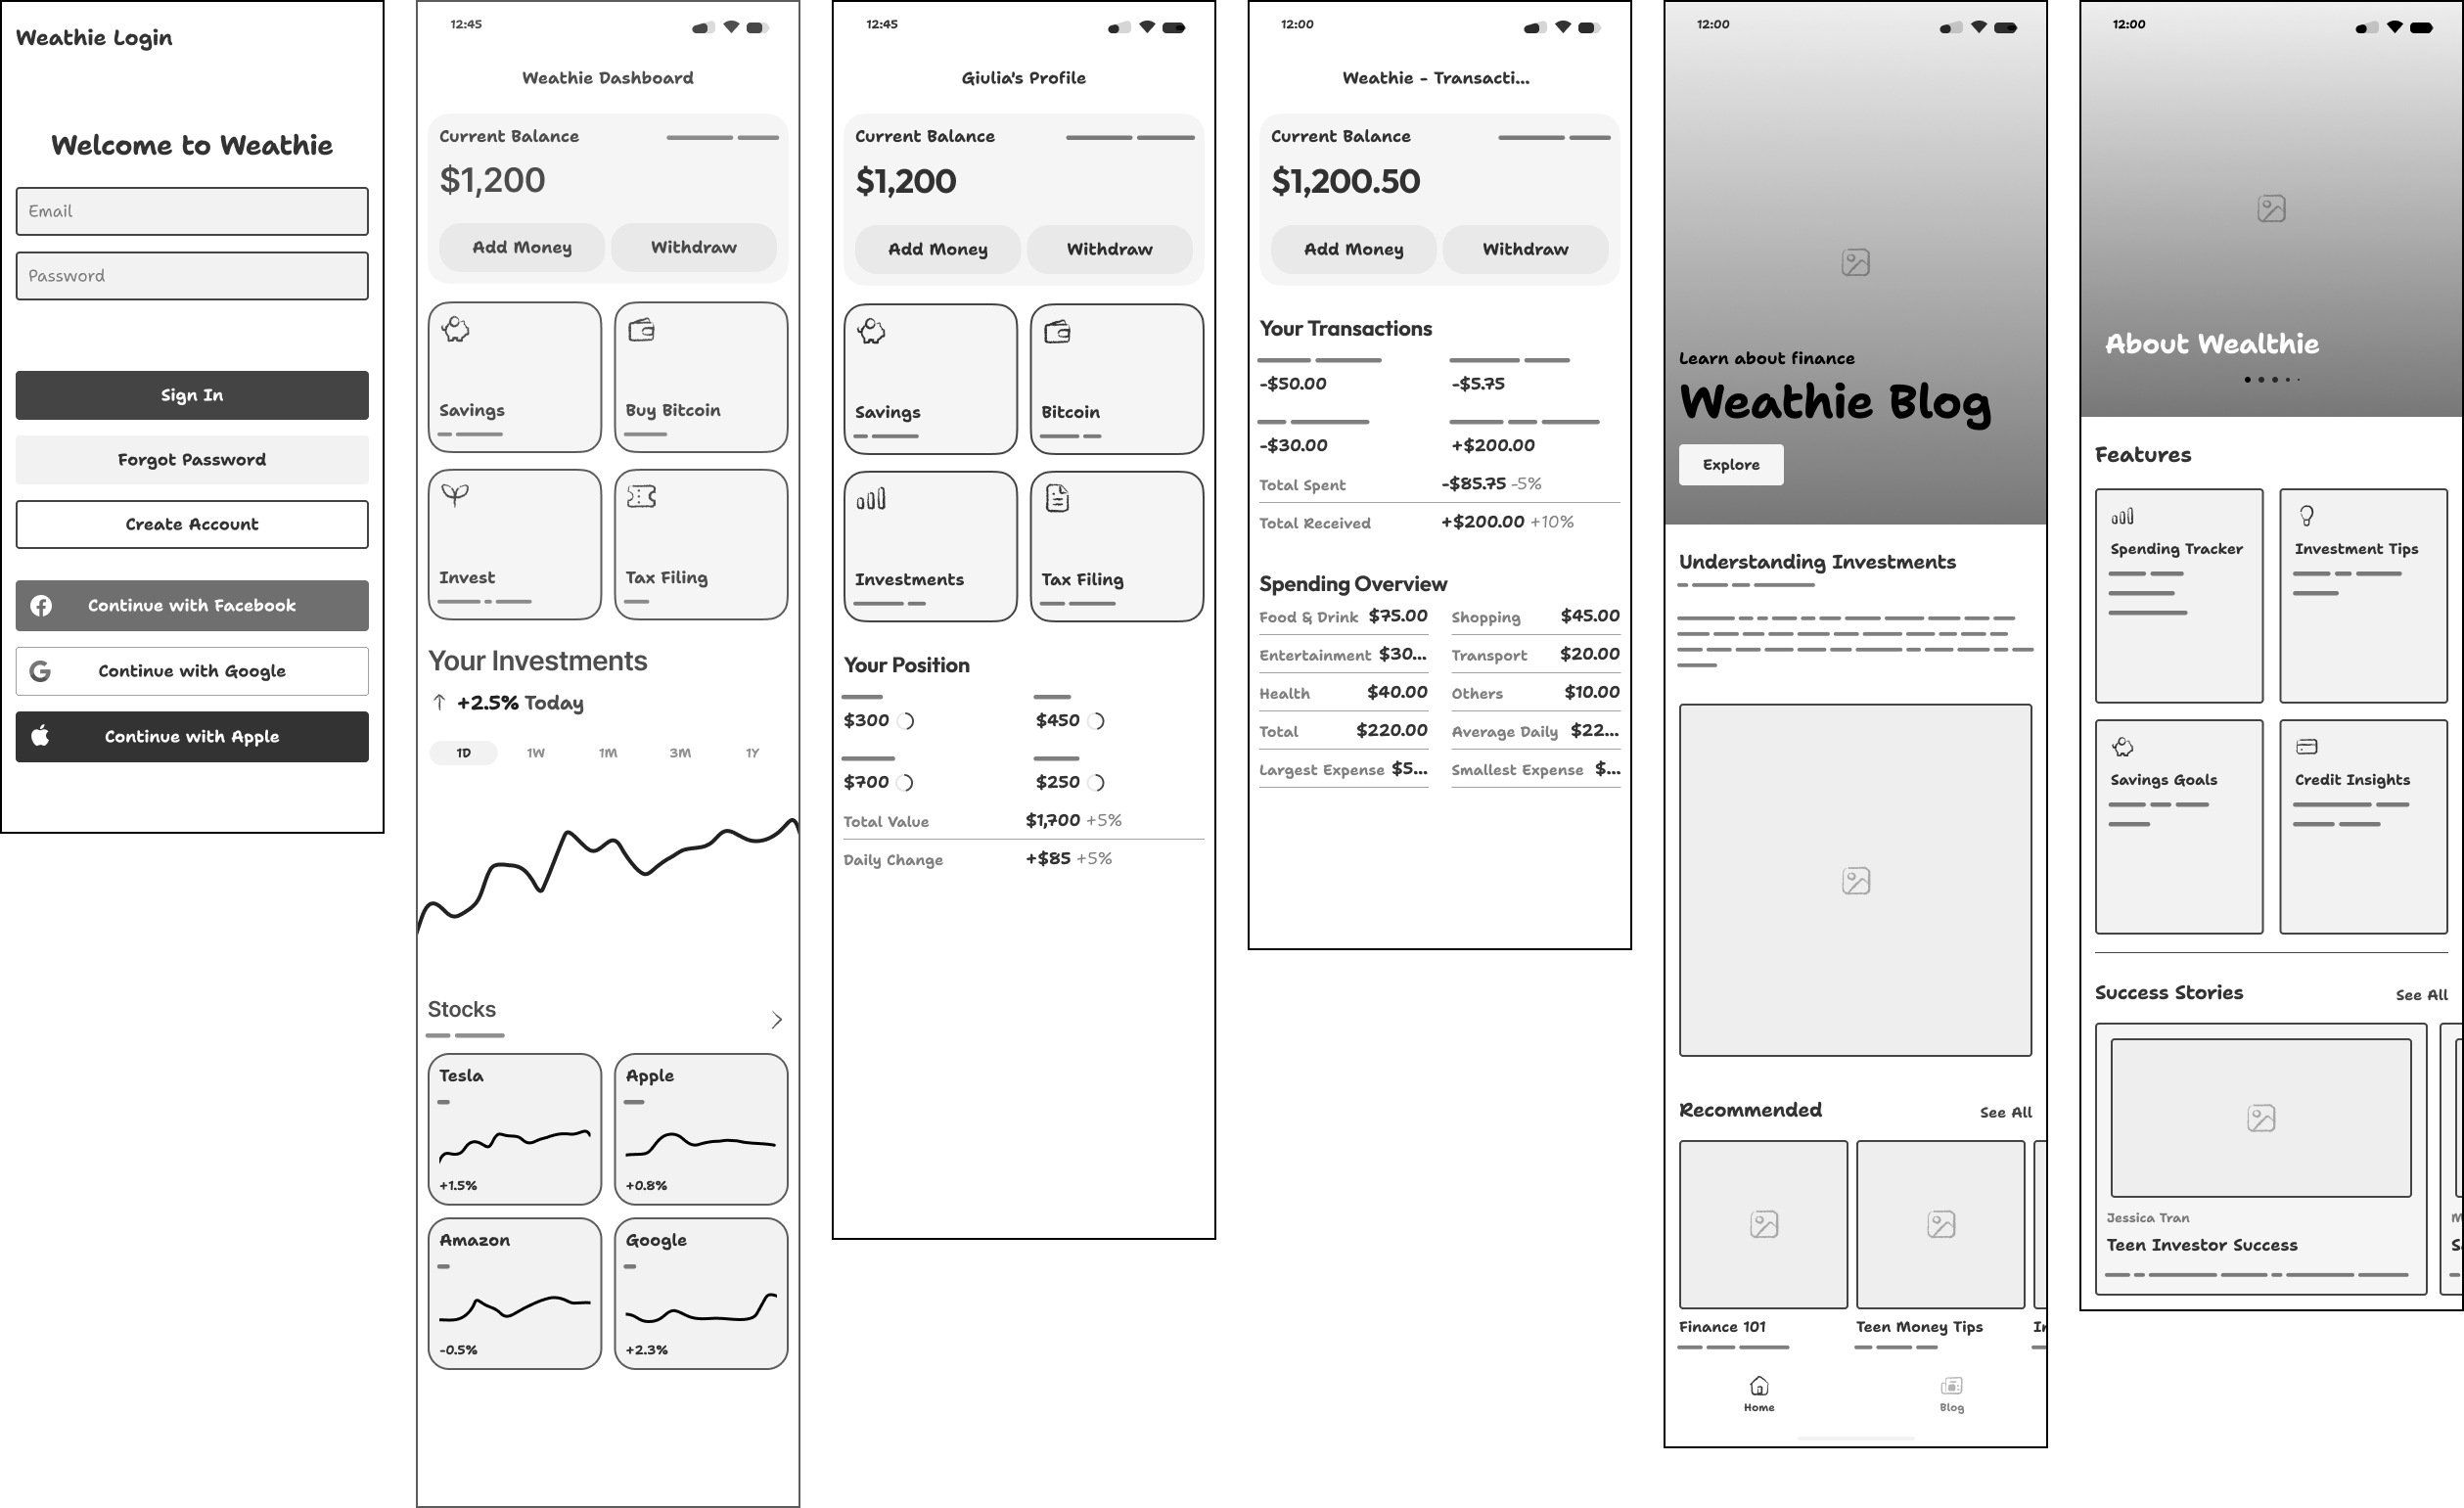 Weathie Login
Welcome to Weathie
Email
Password
Sign In
Forgot Password
Create Account
Continue with Facebook
Continue with Google
Continue with Apple
12:45
Weathie Dashboard
Current Balance
$1,200
Add Money Withdraw
Savings Buy Bitcoin
Invest Tax Filing
Your Investments
↑ +2.5% Today
1D 1W 1M 3M 1Y
Stocks
Tesla Apple
+1.5% +0.8%
Amazon Google
-0.5% +2.3%
12:45
Giulia's Profile
Current Balance
$1,200
Add Money Withdraw
Savings Bitcoin
Investments Tax Filing
Your Position
$300 $450
$700 $250
Total Value $1,700 +5%
Daily Change +$85 +5%
12:00
Weathie - Transacti...
Current Balance
$1,200.50
Add Money Withdraw
Your Transactions
-$50.00 -$5.75
-$30.00 +$200.00
Total Spent -$85.75 -5%
Total Received +$200.00 +10%
Spending Overview
Food & Drink $75.00 Shopping $45.00
Entertainment $30... Transport $20.00
Health $40.00 Others $10.00
Total $220.00 Average Daily $22...
Largest Expense $5... Smallest Expense $...
12:00
Learn about finance
Weathie Blog
Explore
Understanding Investments
Recommended See All
Finance 101 Teen Money Tips
Home Blog
12:00
About Wealthie
Features
Spending Tracker Investment Tips
Savings Goals Credit Insights
Success Stories See All
Jessica Tran
Teen Investor Success